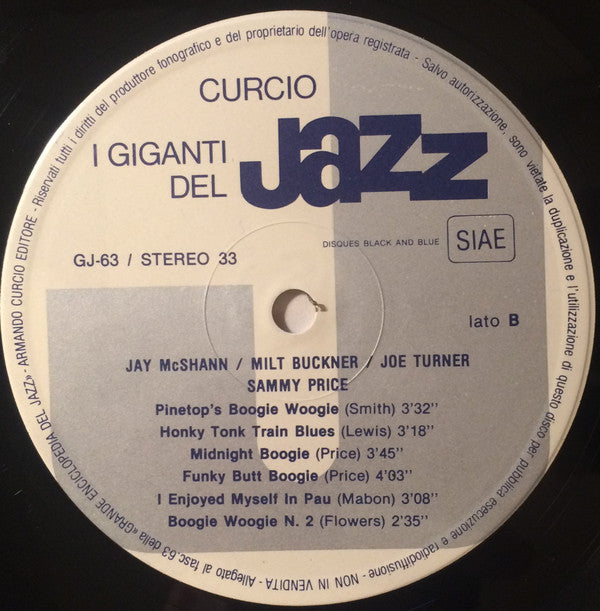 Riservati tutti i diritti del produttore fonografico e del proprietario dell'opera registrata - Salvo autorizzazione, sono vietate la duplicazione e l'utilizzazione di questo disco per pubblica esecuzione e radiodiffusione - NON IN VENDITA - Allegato al fasc. 63 della «GRANDE ENCICLOPEDIA DEL JAZZ» - ARMANDO CURCIO EDITORE -
CURCIO
I GIGANTI
DEL Jazz
DISQUES BLACK AND BLUE SIAE
GJ-63 / STEREO 33
lato B
JAY McSHANN / MILT BUCKNER / JOE TURNER
SAMMY PRICE
Pinetop's Boogie Woogie (Smith) 3'32''
Honky Tonk Train Blues (Lewis) 3'18''
Midnight Boogie (Price) 3'45''
Funky Butt Boogie (Price) 4'03''
I Enjoyed Myself In Pau (Mabon) 3'08''
Boogie Woogie N. 2 (Flowers) 2'35''